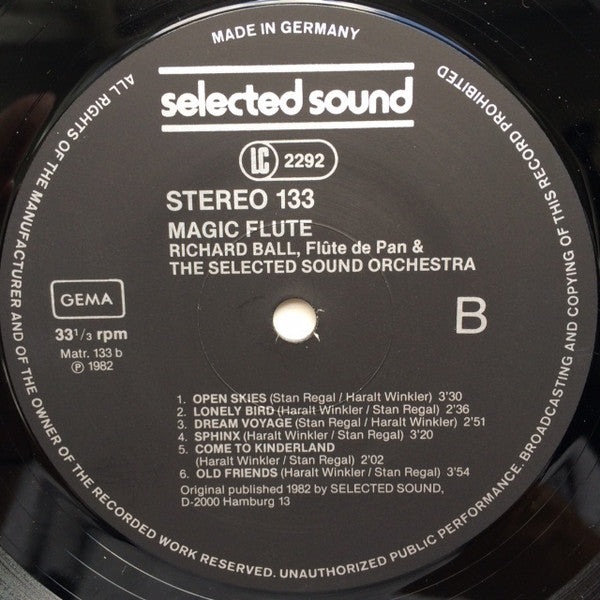 MADE IN GERMANY
ALL RIGHTS OF THE MANUFACTURER AND OF THE OWNER OF THE RECORDED WORK RESERVED. UNAUTHORIZED PUBLIC PERFORMANCE. BROADCASTING AND COPYING OF THIS RECORD PROHIBITED
selected sound
LC 2292
STEREO 133
MAGIC FLUTE
RICHARD BALL, Flûte de Pan &
THE SELECTED SOUND ORCHESTRA
GEMA
33 1/3 rpm
Matr. 133 b
℗ 1982
B
1. OPEN SKIES (Stan Regal / Haralt Winkler) 3'30
2. LONELY BIRD (Haralt Winkler / Stan Regal) 2'36
3. DREAM VOYAGE (Stan Regal / Haralt Winkler) 2'51
4. SPHINX (Haralt Winkler / Stan Regal) 3'20
5. COME TO KINDERLAND
(Haralt Winkler / Stan Regal) 2'02
6. OLD FRIENDS (Haralt Winkler / Stan Regal) 3'54
Original published 1982 by SELECTED SOUND,
D-2000 Hamburg 13